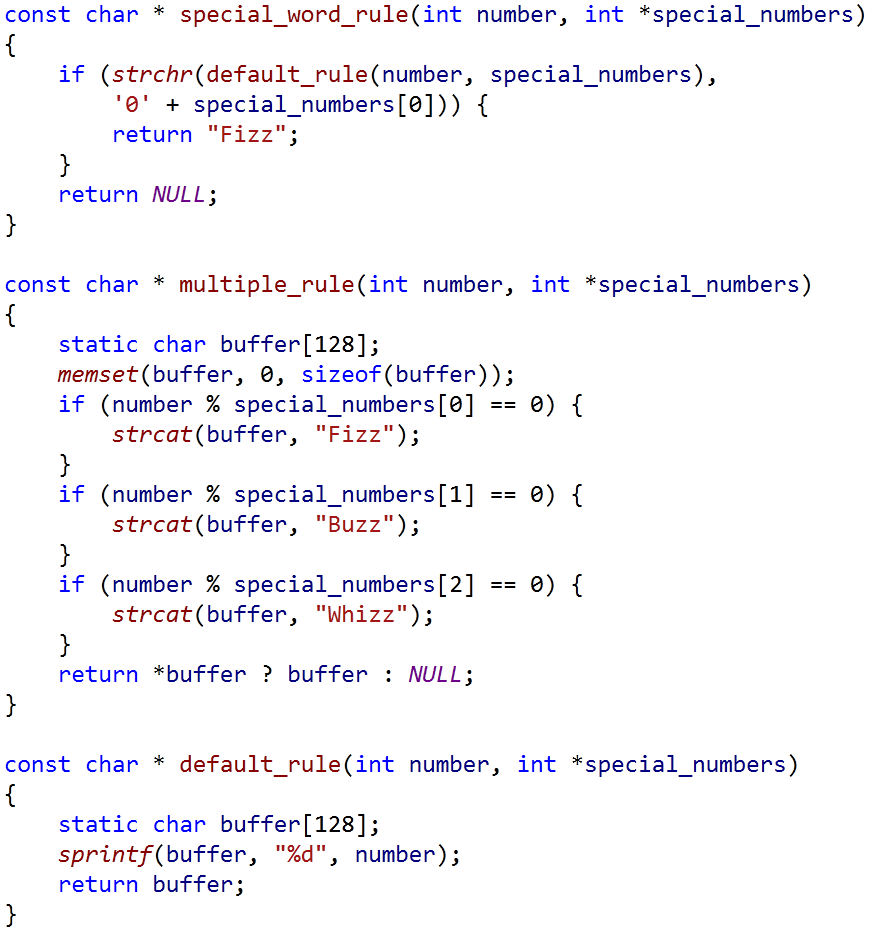 const char * special_word_rule(int number, int *special_numbers)
{
    if (strchr(default_rule(number, special_numbers),
        '0' + special_numbers[0])) {
        return "Fizz";
    }
    return NULL;
}

const char * multiple_rule(int number, int *special_numbers)
{
    static char buffer[128];
    memset(buffer, 0, sizeof(buffer));
    if (number % special_numbers[0] == 0) {
        strcat(buffer, "Fizz");
    }
    if (number % special_numbers[1] == 0) {
        strcat(buffer, "Buzz");
    }
    if (number % special_numbers[2] == 0) {
        strcat(buffer, "Whizz");
    }
    return *buffer ? buffer : NULL;
}

const char * default_rule(int number, int *special_numbers)
{
    static char buffer[128];
    sprintf(buffer, "%d", number);
    return buffer;
}